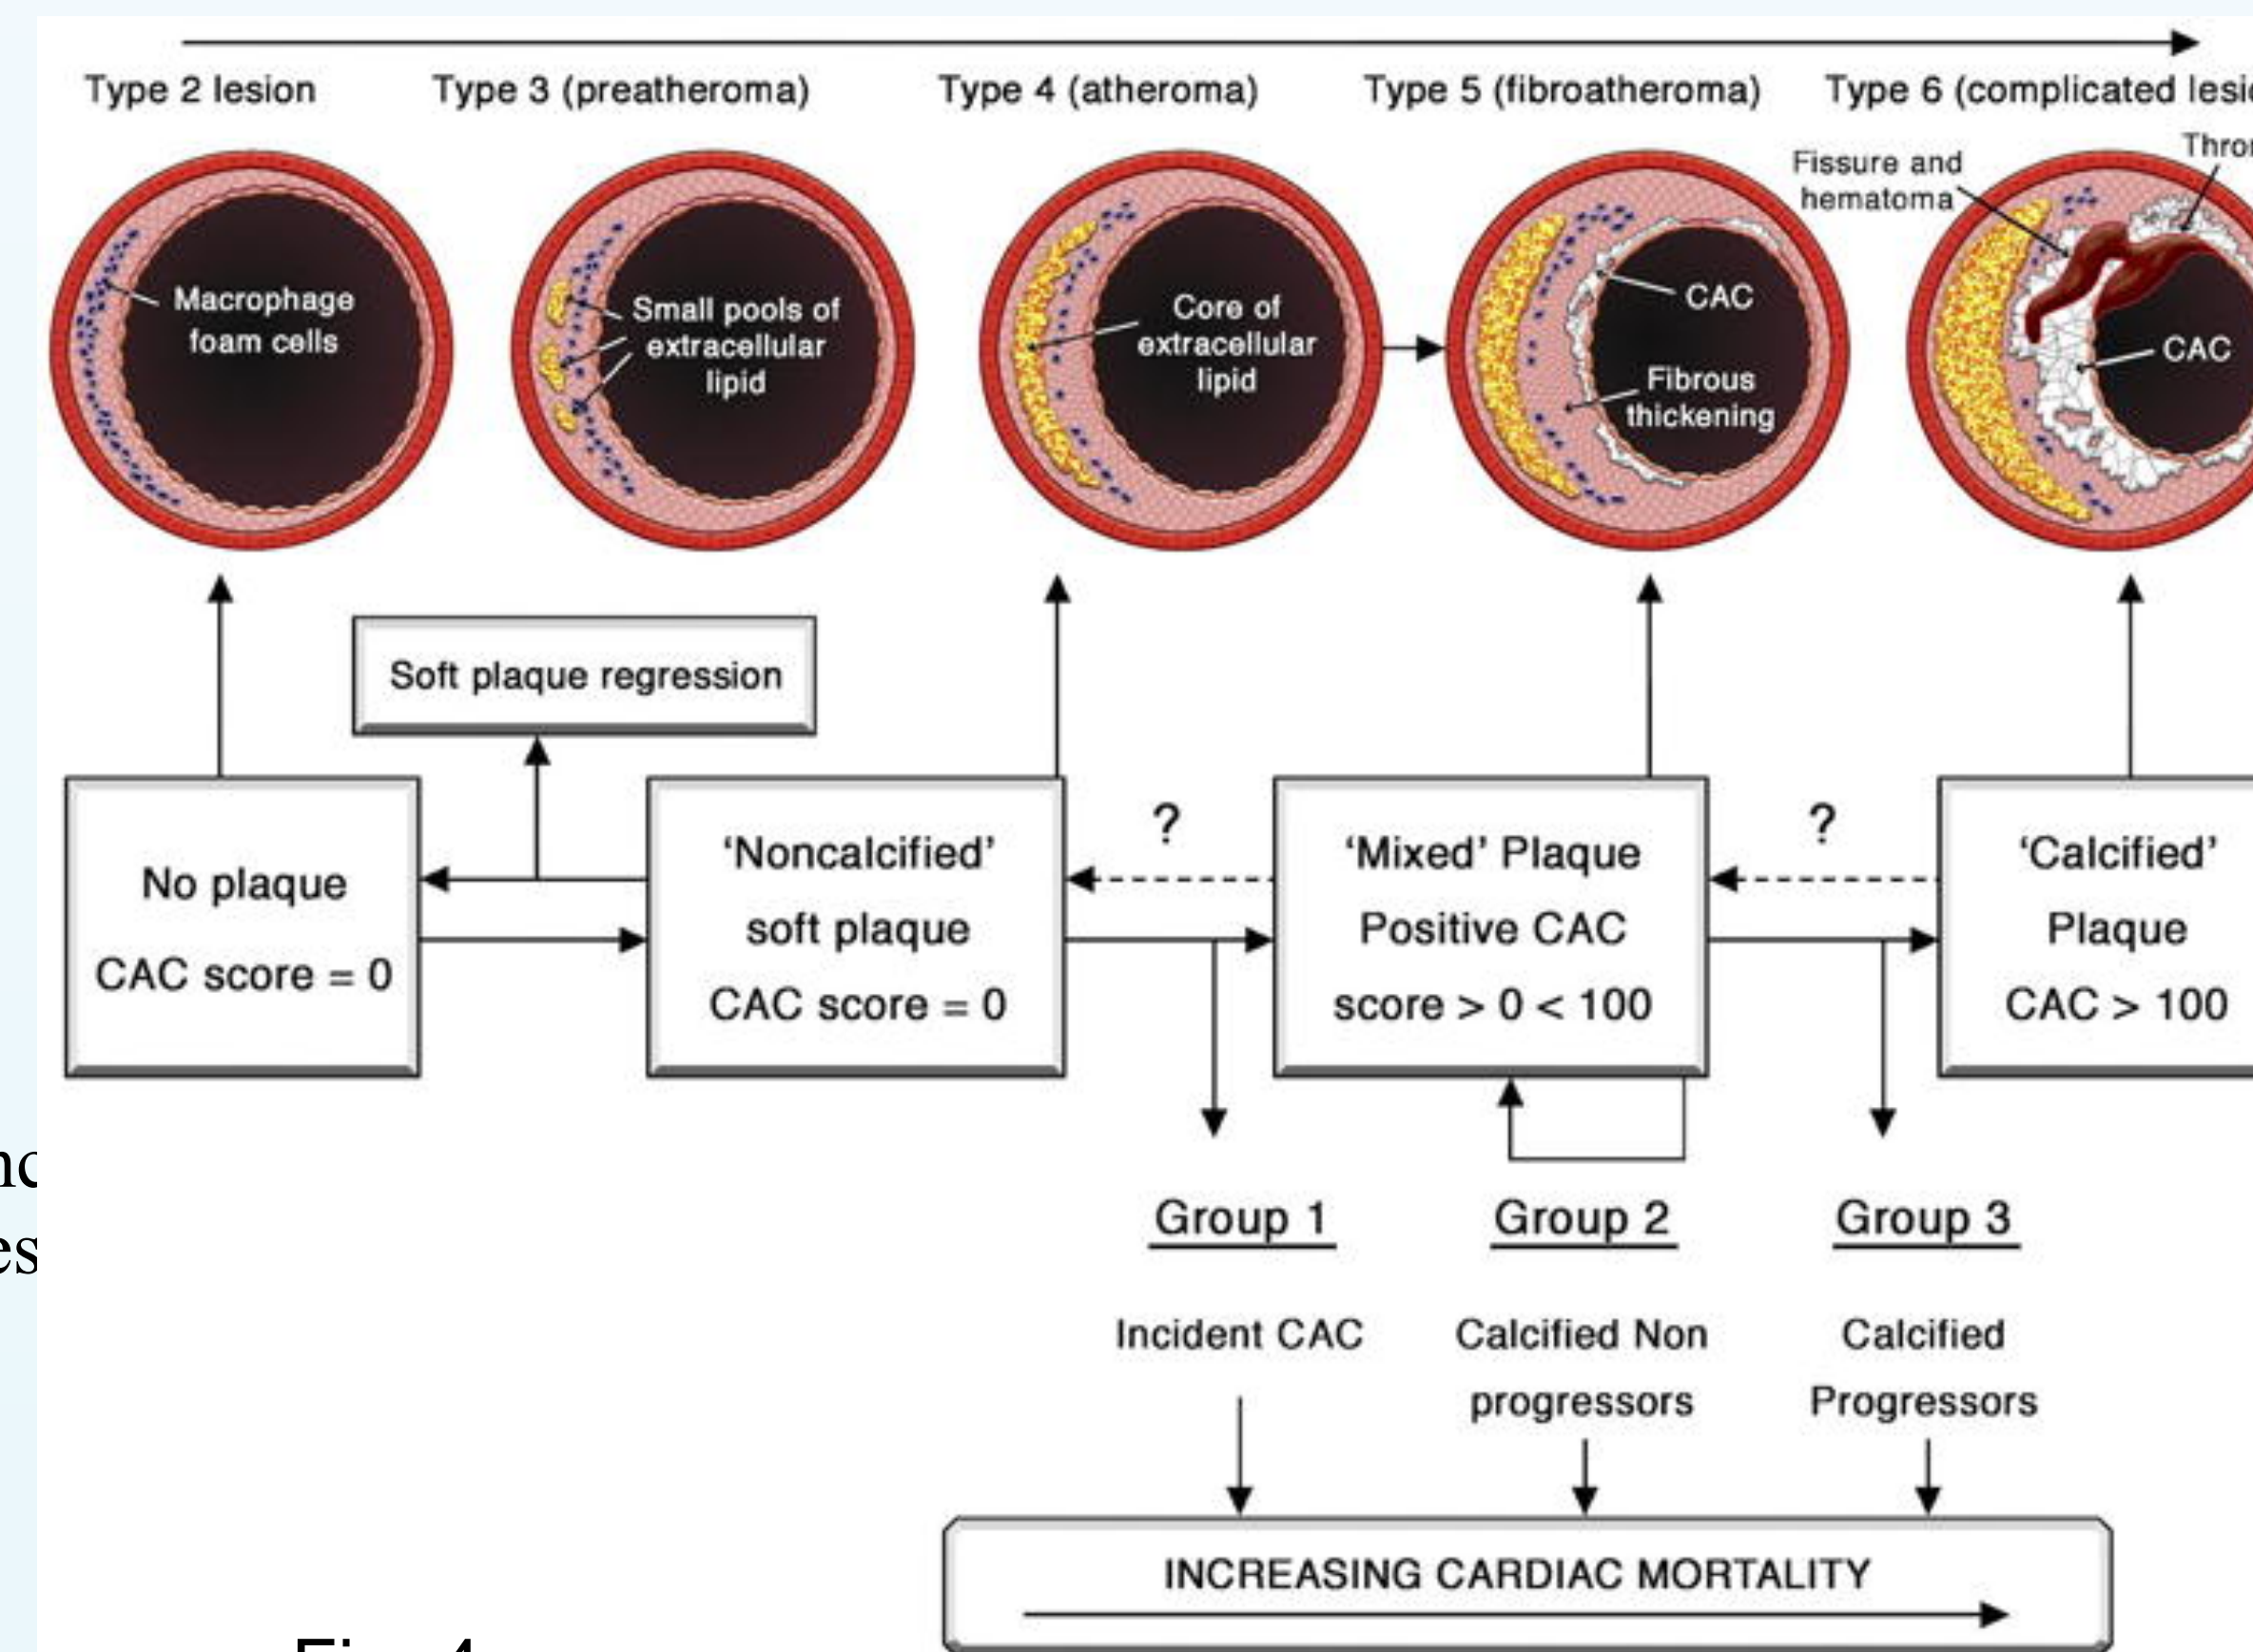 Type 2 lesion
Type 3 (preatheroma)
Type 4 (atheroma)
Type 5 (fibroatheroma)
Type 6 (complicated
Fissure and
hematoma
Macrophage
foam cells
Small pools of
extracellular
lipid
Core of
extracellular
lipid
CAC
Fibrous
thickening
CAC
Soft plaque regression
No plaque
CAC score = 0
‘Noncalcified’
soft plaque
CAC score = 0
?
‘Mixed’ Plaque
Positive CAC
score > 0 < 100
?
‘Calcified’
Plaque
CAC > 100
Group 1
Group 2
Group 3
Incident CAC
Calcified Non
progressors
Calcified
Progressors
INCREASING CARDIAC MORTALITY